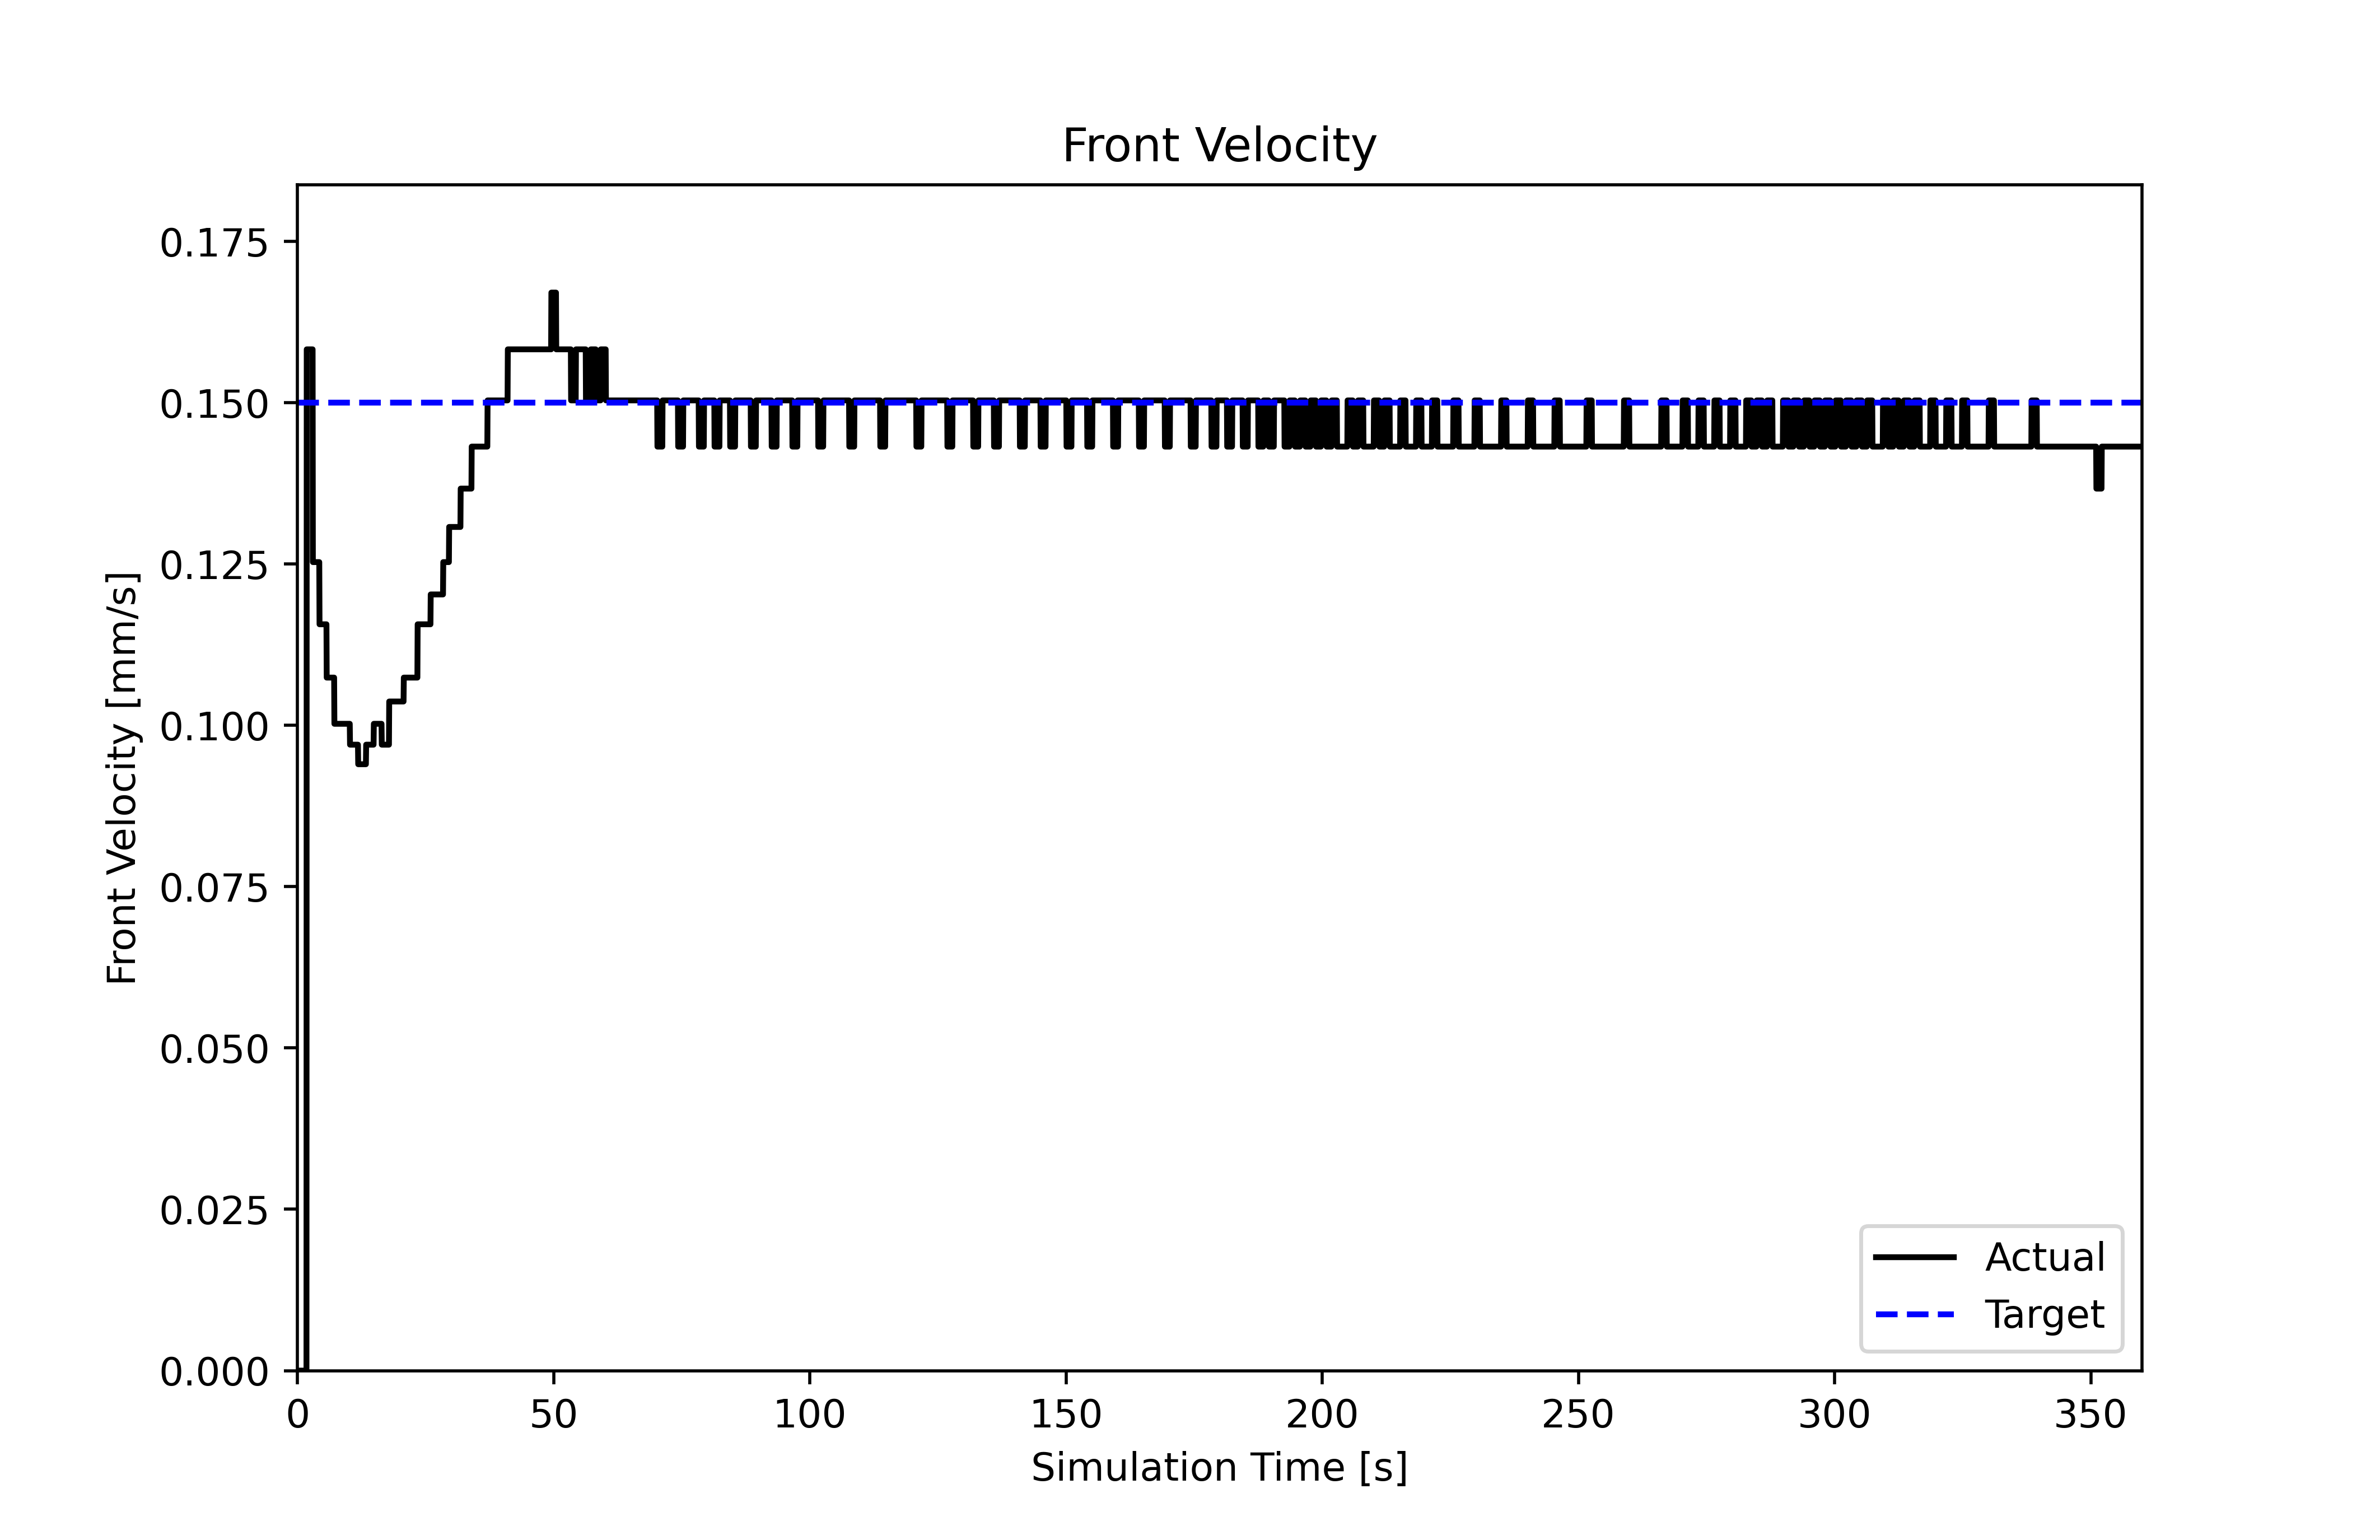 Front Velocity
0.175
0.150
0.125
0.100
0.075
0.050
0.025
0.000
Front Velocity [mm/s]
0 50 100 150 200 250 300 350
Simulation Time [s]
Actual
Target